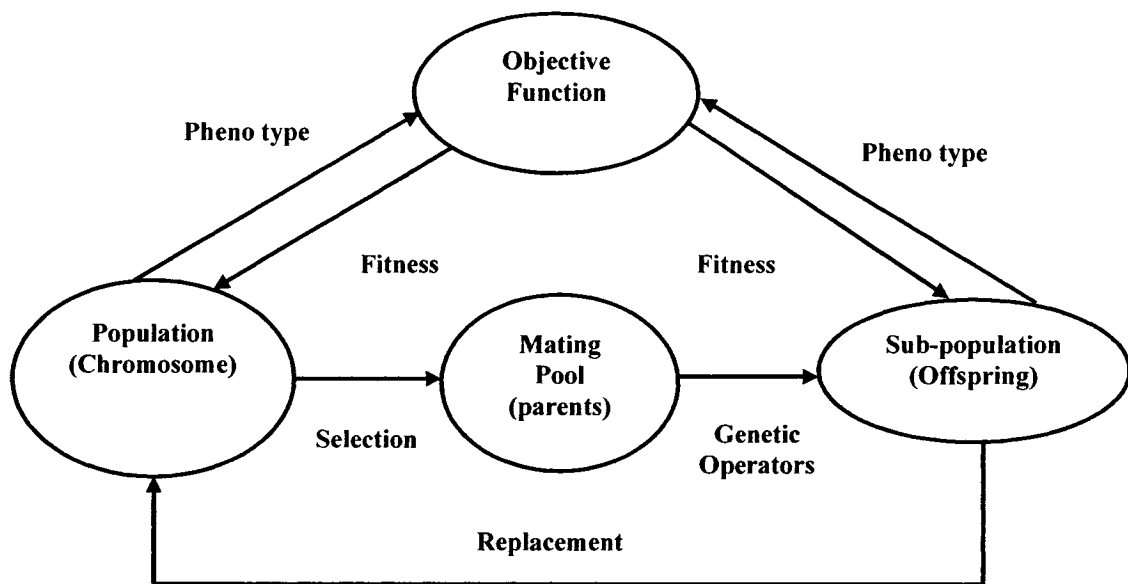 Objective
Function
Pheno type
Pheno type
Fitness
Fitness
Population
(Chromosome)
Mating
Pool
(parents)
Sub-population
(Offspring)
Selection
Genetic
Operators
Replacement